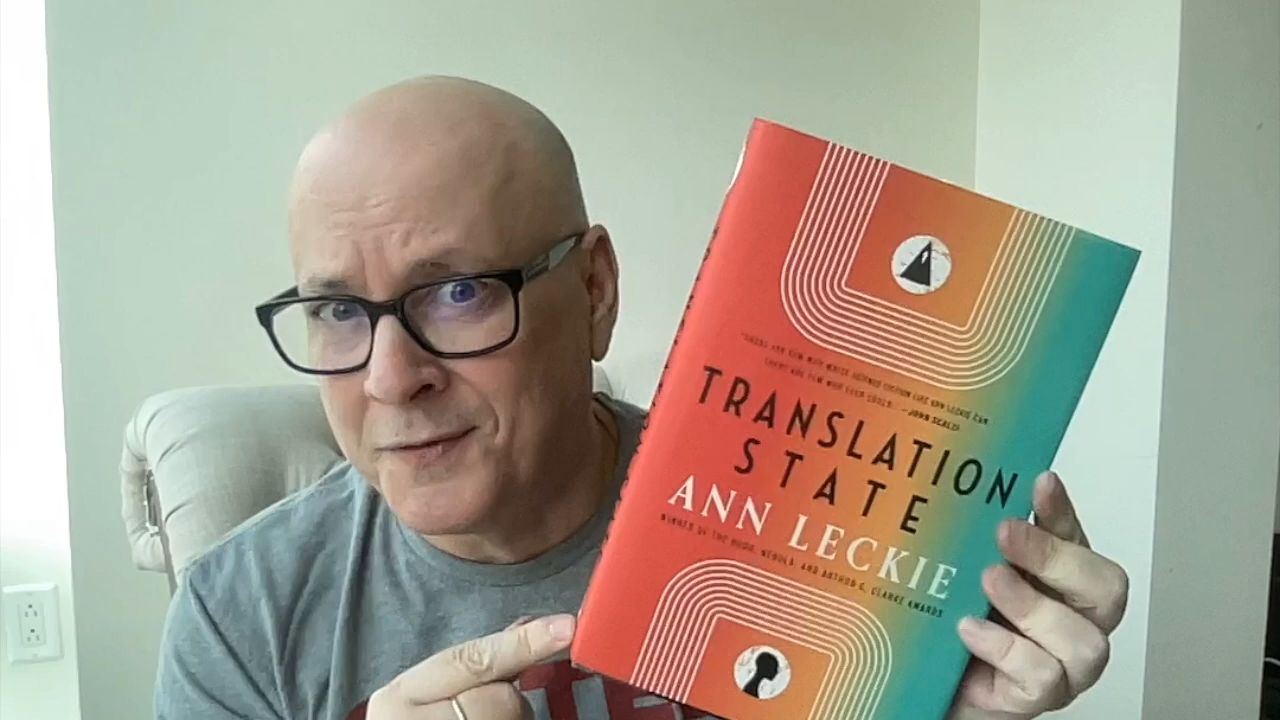 "THERE ARE FEW WHO WRITE SCIENCE FICTION LIKE ANN LECKIE CAN.
THERE ARE FEW WHO EVER COULD." —JOHN SCALZI
TRANSLATION
STATE
ANN LECKIE
WINNER OF THE HUGO, NEBULA, AND ARTHUR C. CLARKE AWARDS